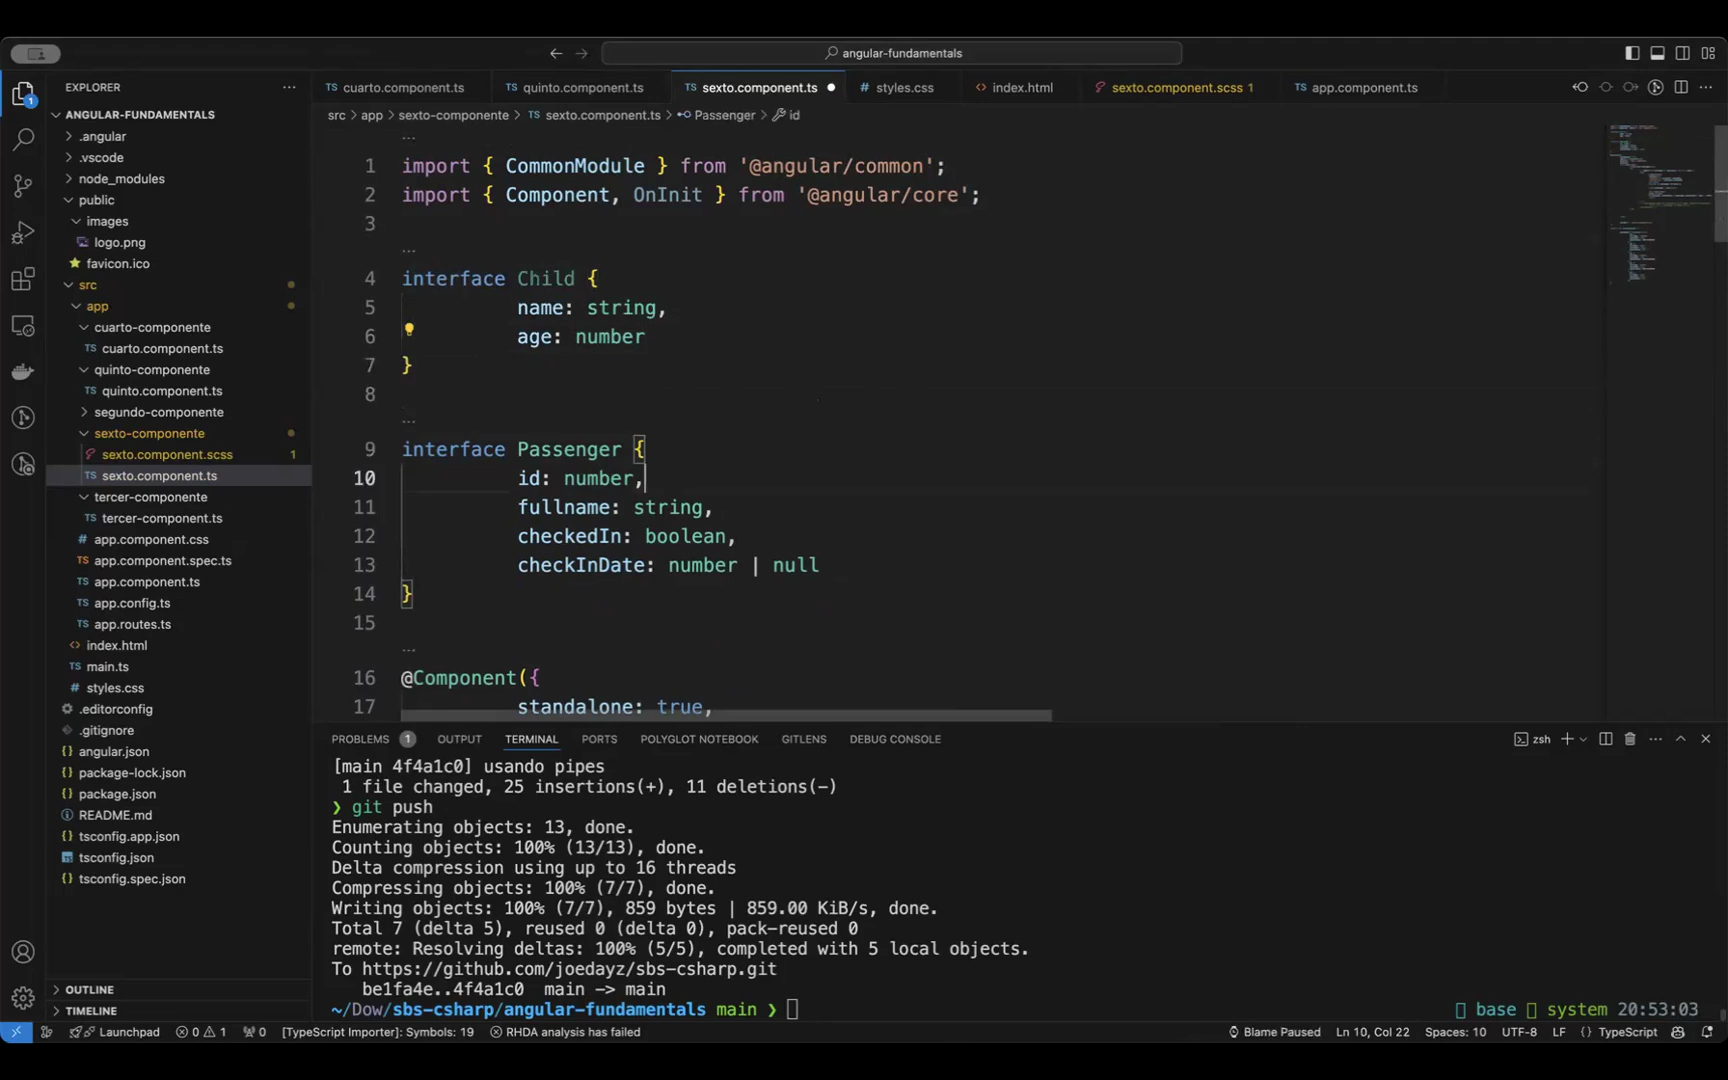 angular-fundamentals
EXPLORER
cuarto.component.ts
quinto.component.ts
sexto.component.ts
styles.css
index.html
sexto.component.scss 1
app.component.ts
src > app > sexto-componente > TS sexto.component.ts > Passenger > id
1
ANGULAR-FUNDAMENTALS
.angular
.vscode
node_modules
public
images
logo.png
favicon.ico
src
app
cuarto-componente
TS cuarto.component.ts
quinto-componente
TS quinto.component.ts
segundo-componente
sexto-componente
sexto.component.scss 1
TS sexto.component.ts
tercer-componente
TS tercer-component.ts
# app.component.css
TS app.component.spec.ts
TS app.component.ts
TS app.config.ts
TS app.routes.ts
<> index.html
TS main.ts
# styles.css
.editorconfig
.gitignore
{} angular.json
{} package-lock.json
{} package.json
README.md
{} tsconfig.app.json
tsconfig.json
{} tsconfig.spec.json
OUTLINE
TIMELINE
...
1 import { CommonModule } from '@angular/common';
2 import { Component, OnInit } from '@angular/core';
3
...
4 interface Child {
5 name: string,
6 age: number
7 }
8
...
9 interface Passenger {
10 id: number,
11 fullname: string,
12 checkedIn: boolean,
13 checkInDate: number | null
14 }
15
...
16 @Component({
17 standalone: true,
PROBLEMS 1 OUTPUT TERMINAL PORTS POLYGLOT NOTEBOOK GITLENS DEBUG CONSOLE
zsh
[main 4f4a1c0] usando pipes
1 file changed, 25 insertions(+), 11 deletions(-)
❯ git push
Enumerating objects: 13, done.
Counting objects: 100% (13/13), done.
Delta compression using up to 16 threads
Compressing objects: 100% (7/7), done.
Writing objects: 100% (7/7), 859 bytes | 859.00 KiB/s, done.
Total 7 (delta 5), reused 0 (delta 0), pack-reused 0
remote: Resolving deltas: 100% (5/5), completed with 5 local objects.
To https://github.com/joedayz/sbs-csharp.git
be1fa4e..4f4a1c0 main -> main
~/Dow/sbs-csharp/angular-fundamentals main ❯
base system 20:53:03
Launchpad 0 1 0 [TypeScript Importer]: Symbols: 19 RHDA analysis has failed
Blame Paused Ln 10, Col 22 Spaces: 10 UTF-8 LF {} TypeScript